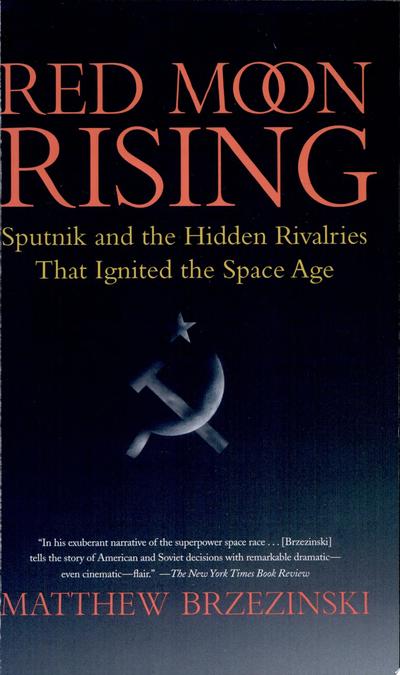 RED MOON
RISING
Sputnik and the Hidden Rivalries
That Ignited the Space Age
“In his exuberant narrative of the superpower space race . . . [Brzezinski]
tells the story of American and Soviet decisions with remarkable dramatic—
even cinematic—flair.” —The New York Times Book Review
MATTHEW BRZEZINSKI